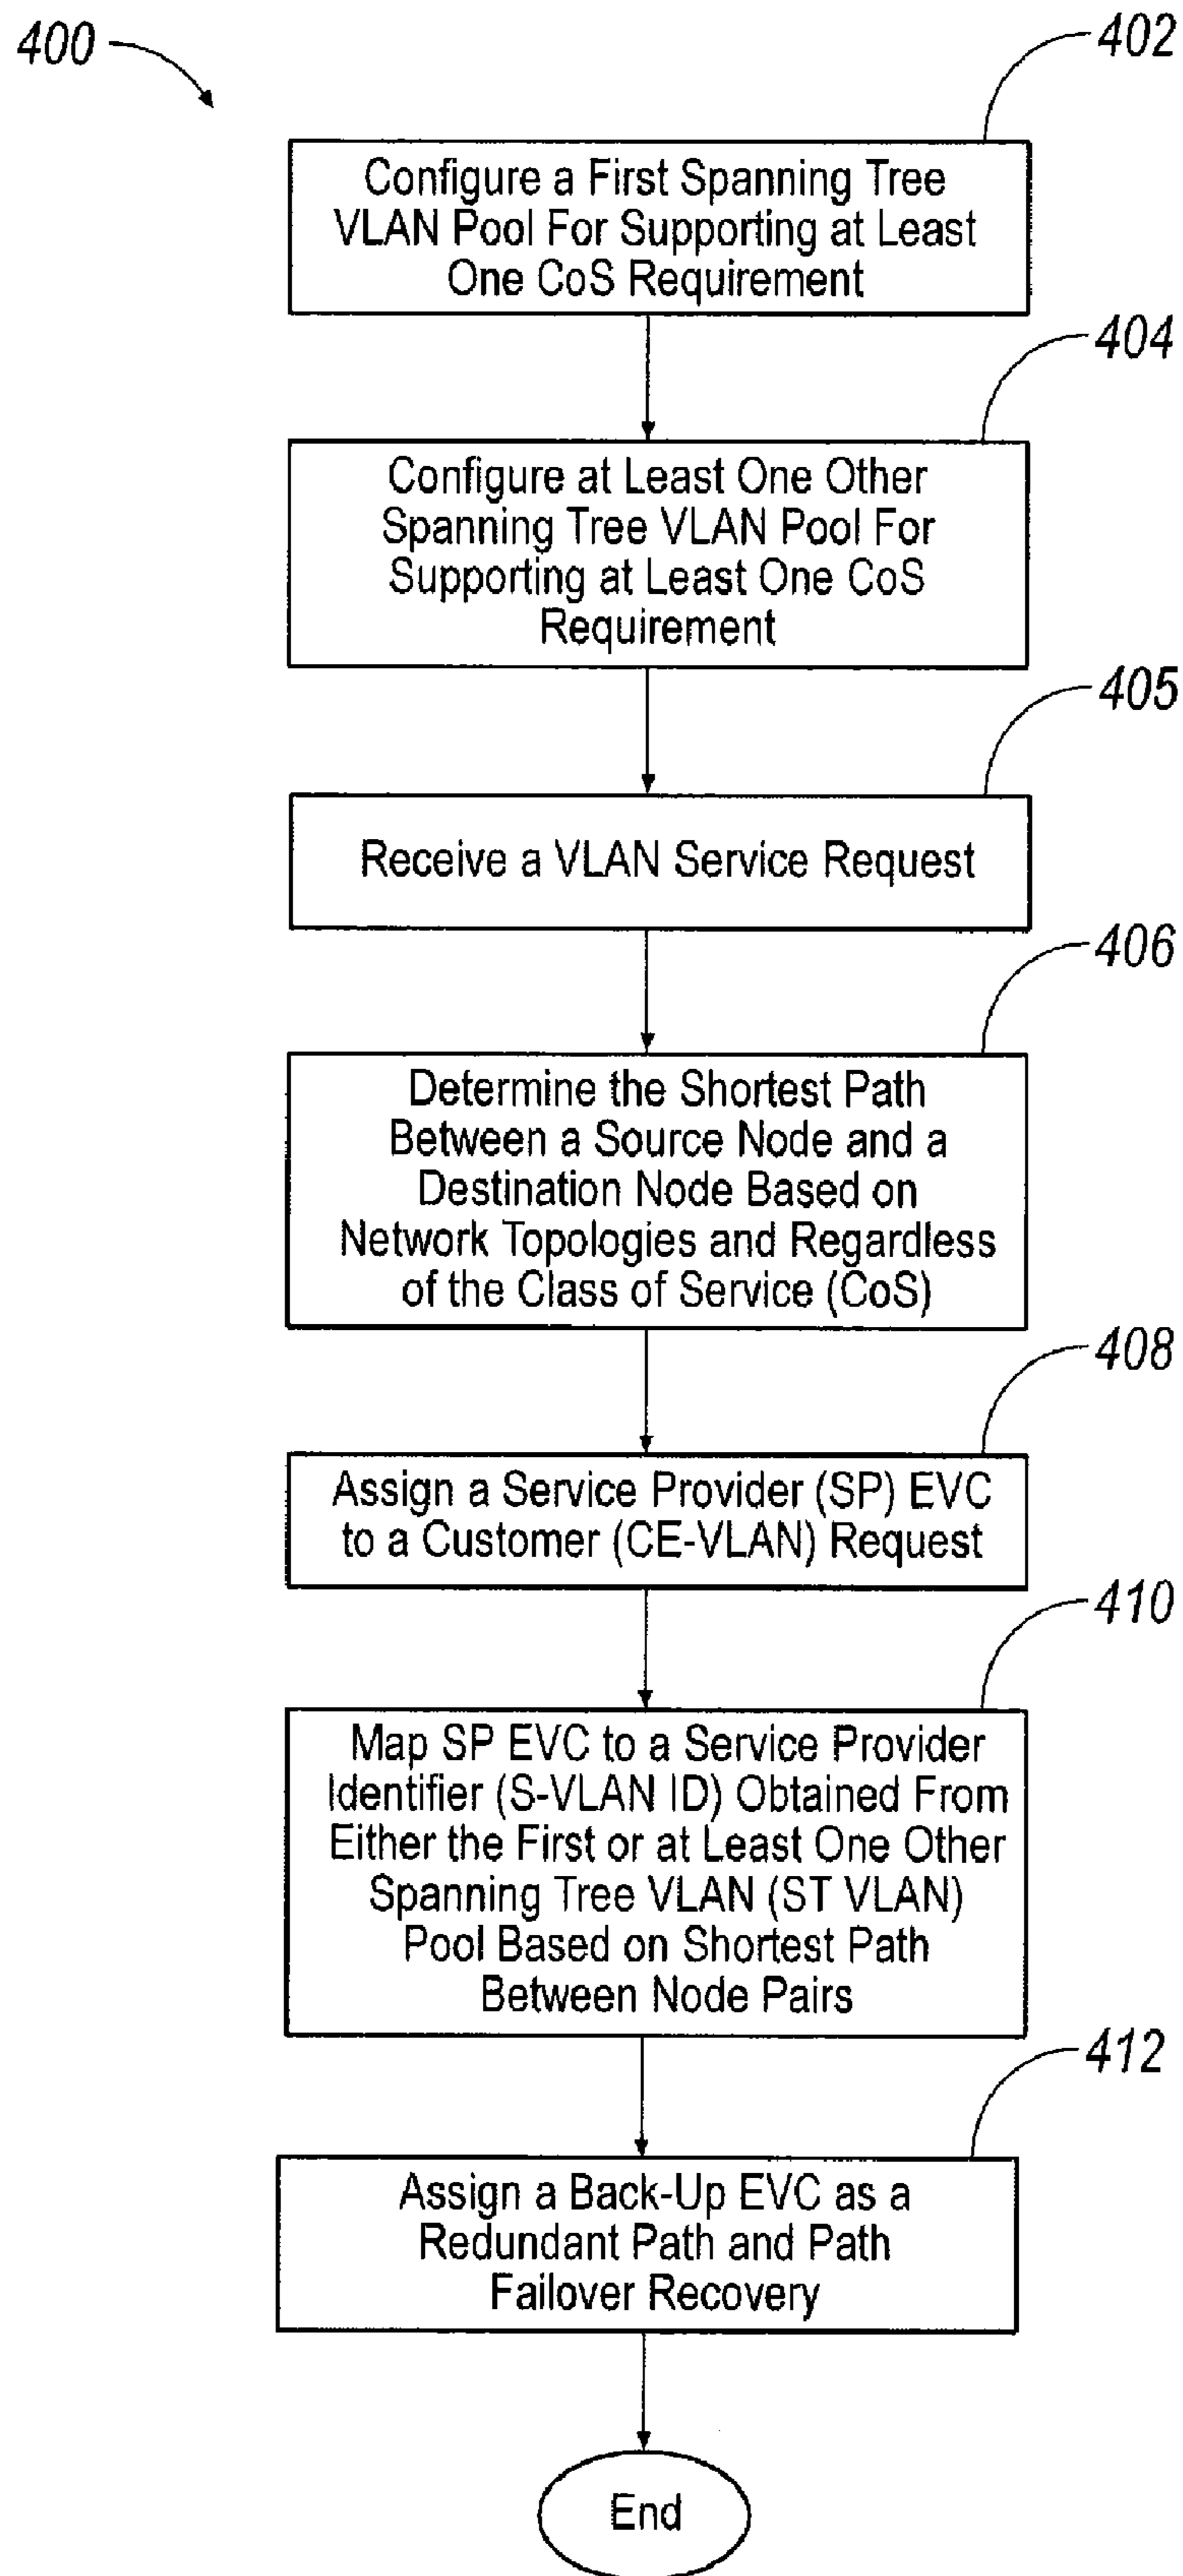 400
402
Configure a First Spanning Tree
VLAN Pool For Supporting at Least
One CoS Requirement
404
Configure at Least One Other
Spanning Tree VLAN Pool For
Supporting at Least One CoS
Requirement
405
Receive a VLAN Service Request
406
Determine the Shortest Path
Between a Source Node and a
Destination Node Based on
Network Topologies and Regardless
of the Class of Service (CoS)
408
Assign a Service Provider (SP) EVC
to a Customer (CE-VLAN) Request
410
Map SP EVC to a Service Provider
Identifier (S-VLAN ID) Obtained From
Either the First or at Least One Other
Spanning Tree VLAN (ST VLAN)
Pool Based on Shortest Path
Between Node Pairs
412
Assign a Back-Up EVC as a
Redundant Path and Path
Failover Recovery
End